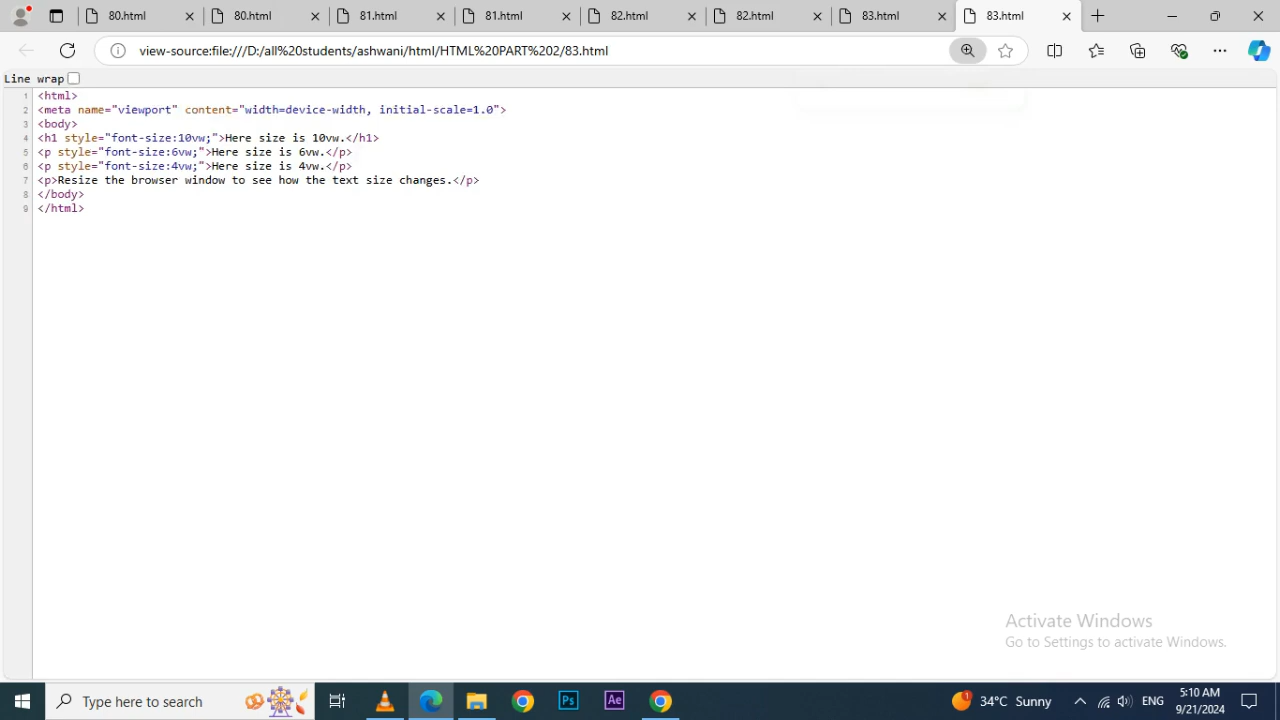 80.html 80.html 81.html 81.html 82.html 82.html 83.html 83.html
view-source:file:///D:/all%20students/ashwani/html/HTML%20PART%202/83.html
Line wrap
1 <html>
2 <meta name="viewport" content="width=device-width, initial-scale=1.0">
3 <body>
4 <h1 style="font-size:10vw;">Here size is 10vw.</h1>
5 <p style="font-size:6vw;">Here size is 6vw.</p>
6 <p style="font-size:4vw;">Here size is 4vw.</p>
7 <p>Resize the browser window to see how the text size changes.</p>
8 </body>
9 </html>
Activate Windows
Go to Settings to activate Windows.
Type here to search Ps Ae 1 34°C Sunny ENG 5:10 AM
9/21/2024